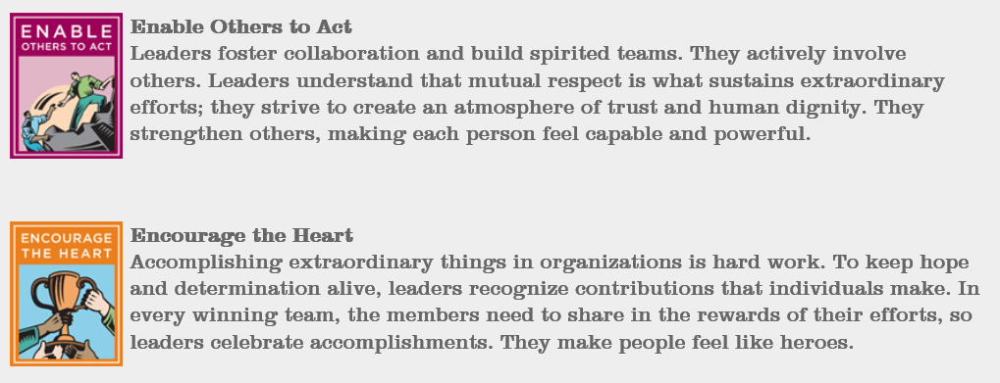 ENABLE
OTHERS TO ACT
Enable Others to Act
Leaders foster collaboration and build spirited teams. They actively involve
others. Leaders understand that mutual respect is what sustains extraordinary
efforts; they strive to create an atmosphere of trust and human dignity. They
strengthen others, making each person feel capable and powerful.
ENCOURAGE
THE HEART
Encourage the Heart
Accomplishing extraordinary things in organizations is hard work. To keep hope
and determination alive, leaders recognize contributions that individuals make. In
every winning team, the members need to share in the rewards of their efforts, so
leaders celebrate accomplishments. They make people feel like heroes.